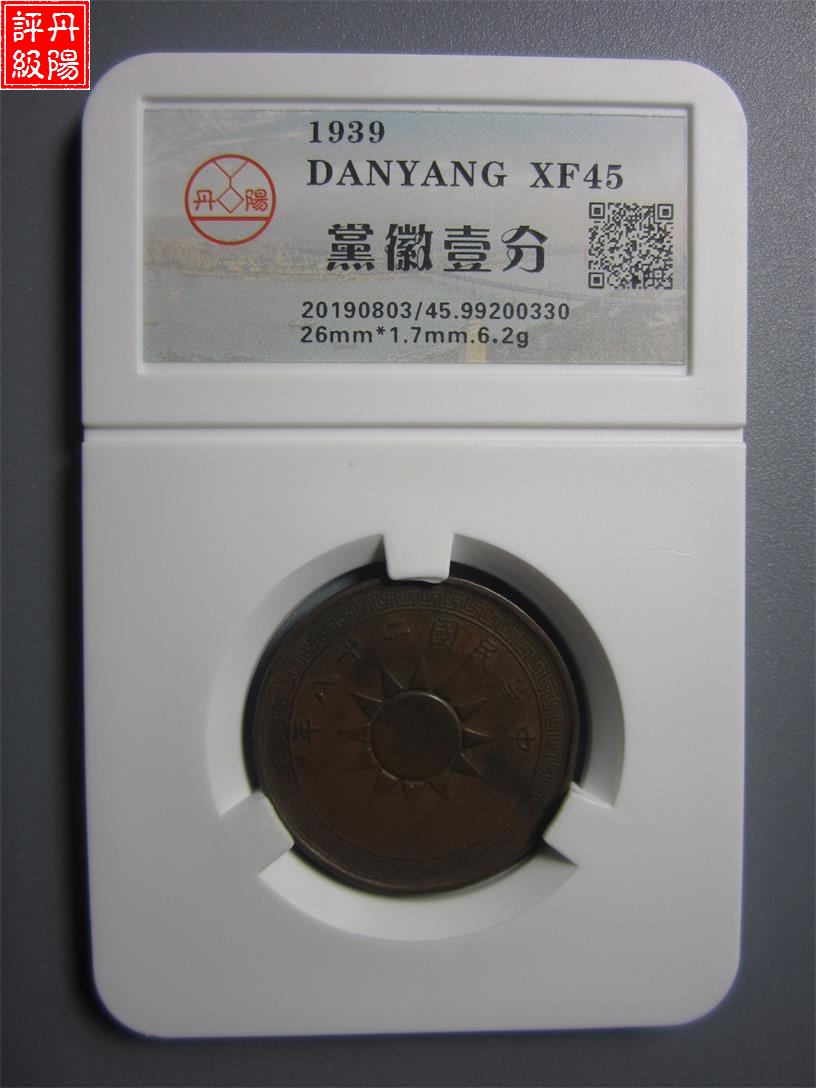 丹陽
評級
1939
DANYANG XF45
丹 陽
黨徽壹分
20190803/45.99200330
26mm*1.7mm.6.2g
中華民國二十八年